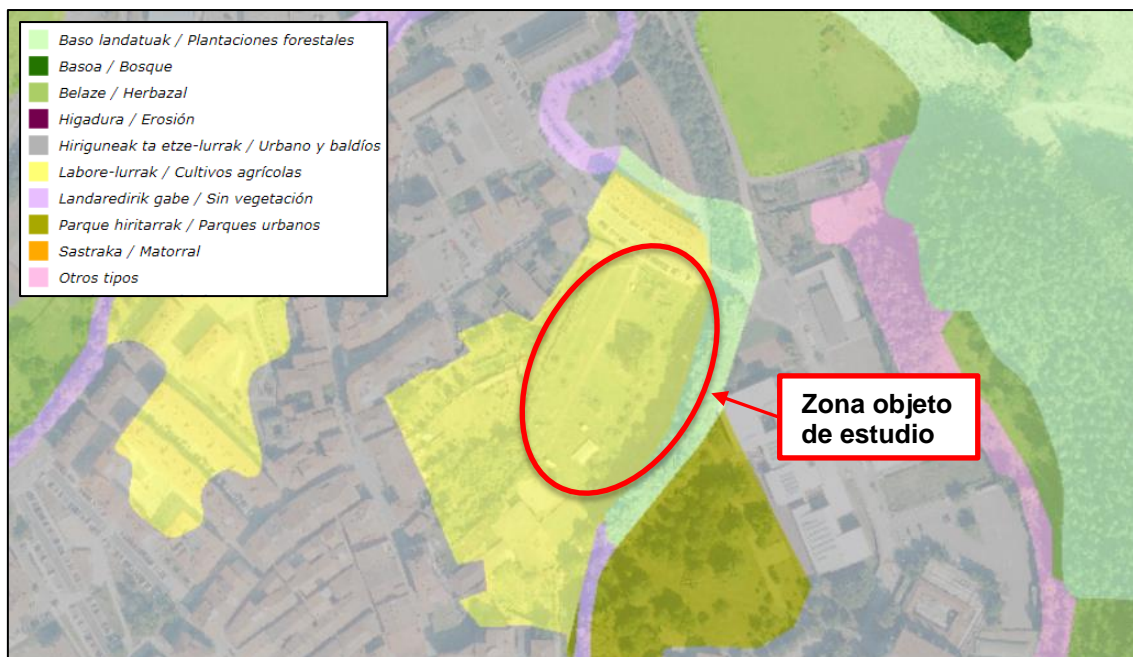 Baso landatuak / Plantaciones forestales
Basoa / Bosque
Belaze / Herbazal
Higadura / Erosión
Hiriguneak ta etze-lurrak / Urbano y baldíos
Labore-lurrak / Cultivos agrícolas
Landaredirik gabe / Sin vegetación
Parque hiritarrak / Parques urbanos
Sastraka / Matorral
Otros tipos
Zona objeto
de estudio